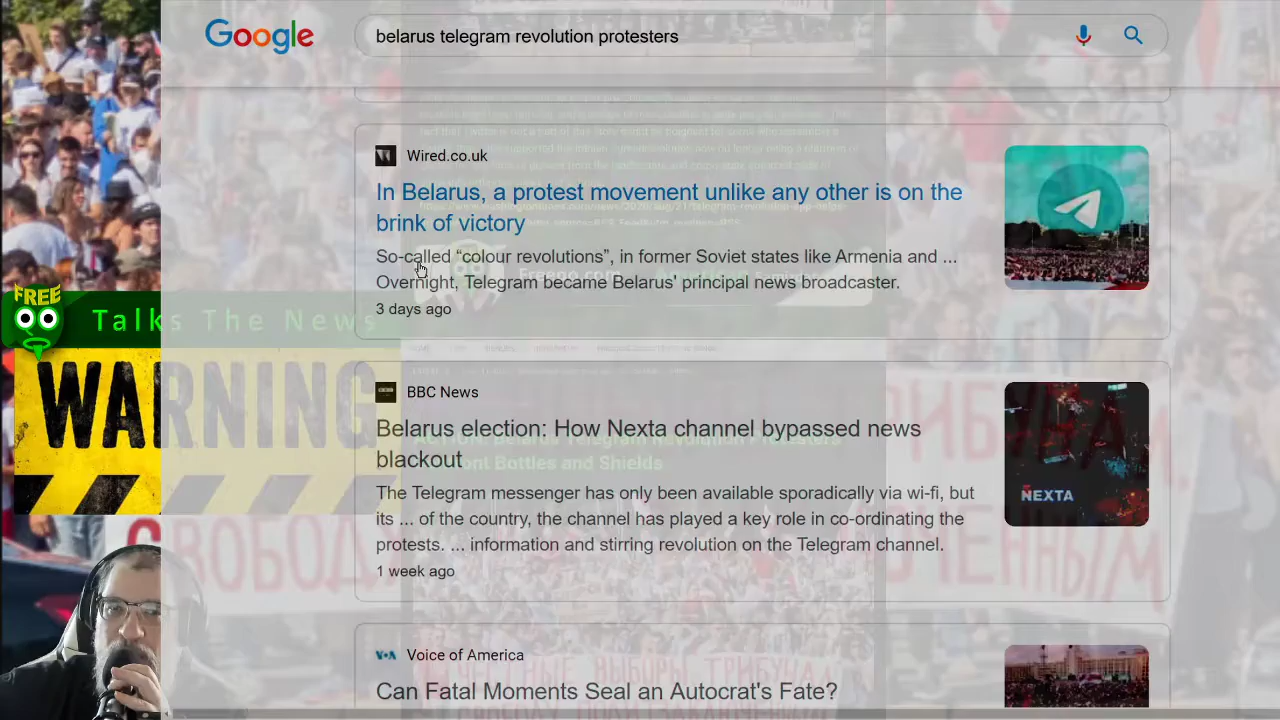 Google
belarus telegram revolution protesters
Wired.co.uk
In Belarus, a protest movement unlike any other is on the
brink of victory
So-called “colour revolutions”, in former Soviet states like Armenia and ...
Overnight, Telegram became Belarus' principal news broadcaster.
3 days ago
FREE
Talks The News
WARNING
BBC News
Belarus election: How Nexta channel bypassed news
blackout
The Telegram messenger has only been available sporadically via wi-fi, but
its ... of the country, the channel has played a key role in co-ordinating the
protests. ... information and stirring revolution on the Telegram channel.
1 week ago
NEXTA
Bottles and Shields
Voice of America
Can Fatal Moments Seal an Autocrat's Fate?